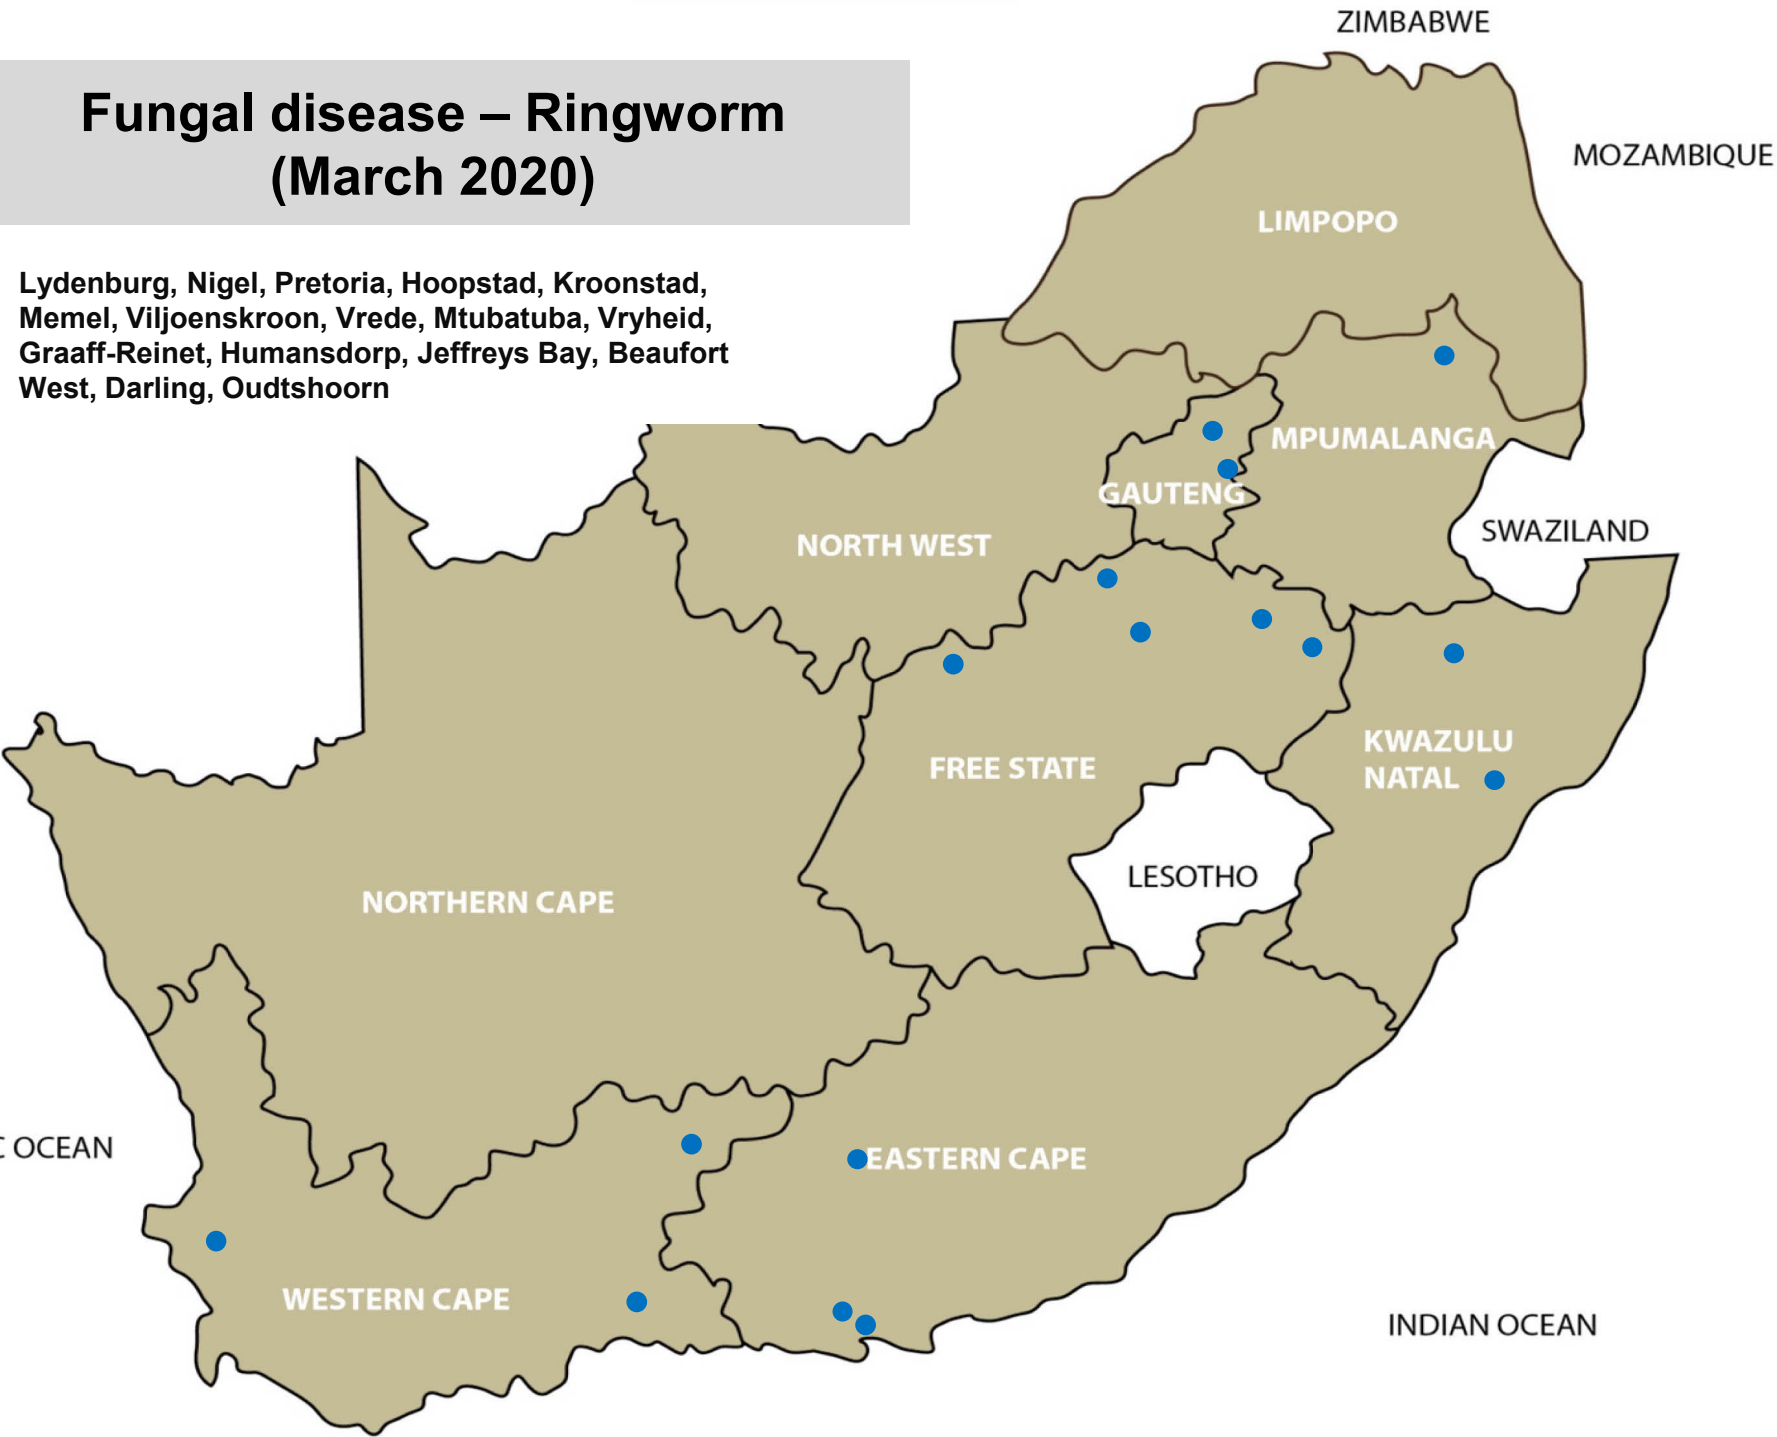 ZIMBABWE
Fungal disease – Ringworm
(March 2020)
MOZAMBIQUE
LIMPOPO
Lydenburg, Nigel, Pretoria, Hoopstad, Kroonstad,
Memel, Viljoenskroon, Vrede, Mtubatuba, Vryheid,
Graaff-Reinet, Humansdorp, Jeffreys Bay, Beaufort
West, Darling, Oudtshoorn
MPUMALANGA
GAUTENG
SWAZILAND
NORTH WEST
KWAZULU
NATAL
FREE STATE
LESOTHO
NORTHERN CAPE
C OCEAN
EASTERN CAPE
WESTERN CAPE
INDIAN OCEAN